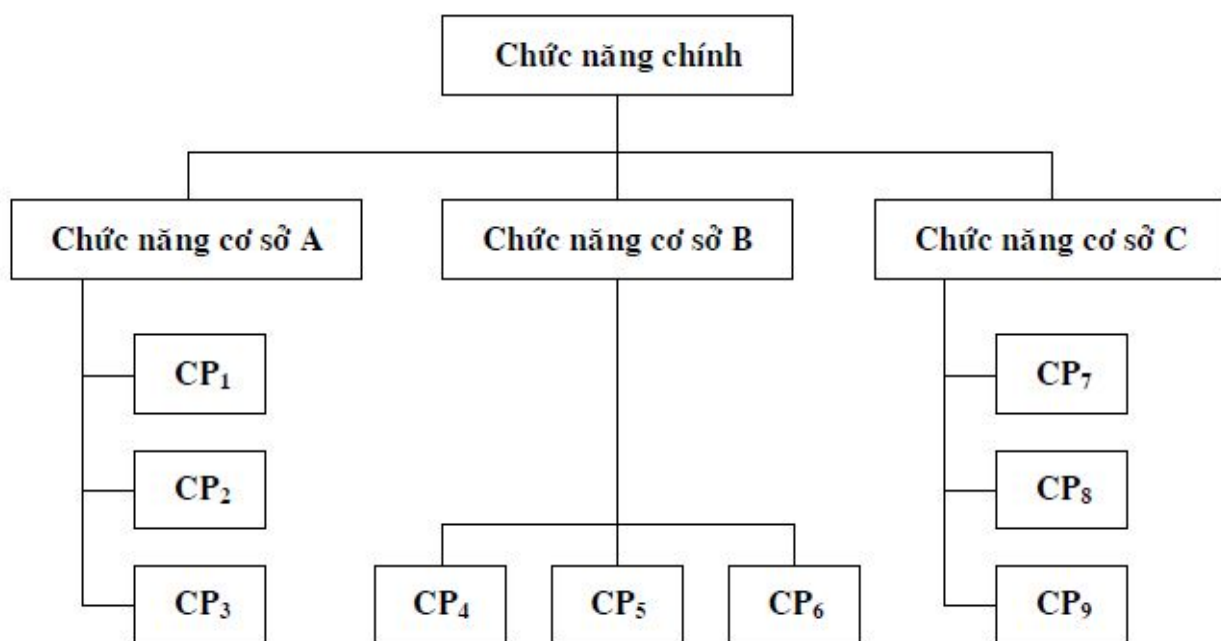 Chức năng chính
Chức năng cơ sở A
Chức năng cơ sở B
Chức năng cơ sở C
CP₁
CP₇
CP₂
CP₈
CP₃
CP₄
CP₅
CP₆
CP₉